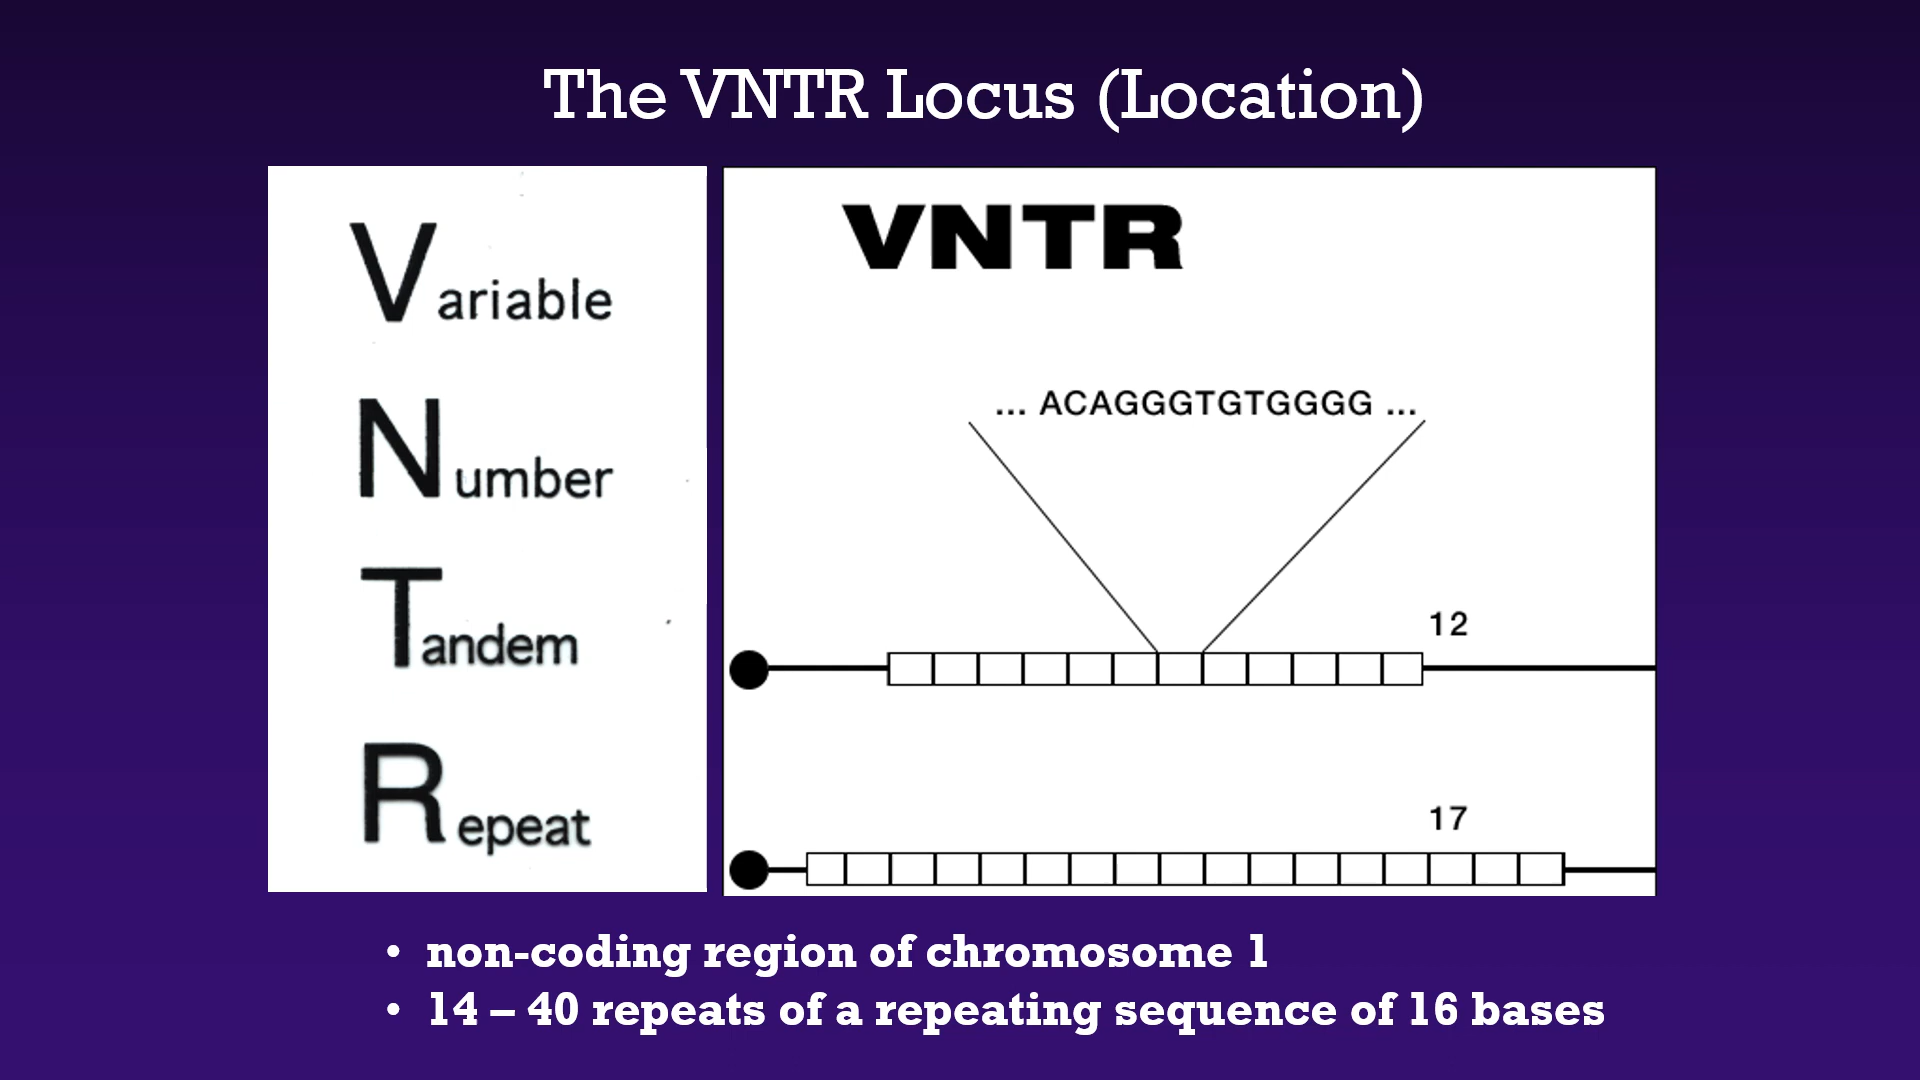 The VNTR Locus (Location)
Variable
Number
Tandem
Repeat
VNTR
... ACAGGGTGTGGGG ...
12
17
• non-coding region of chromosome 1
• 14 – 40 repeats of a repeating sequence of 16 bases